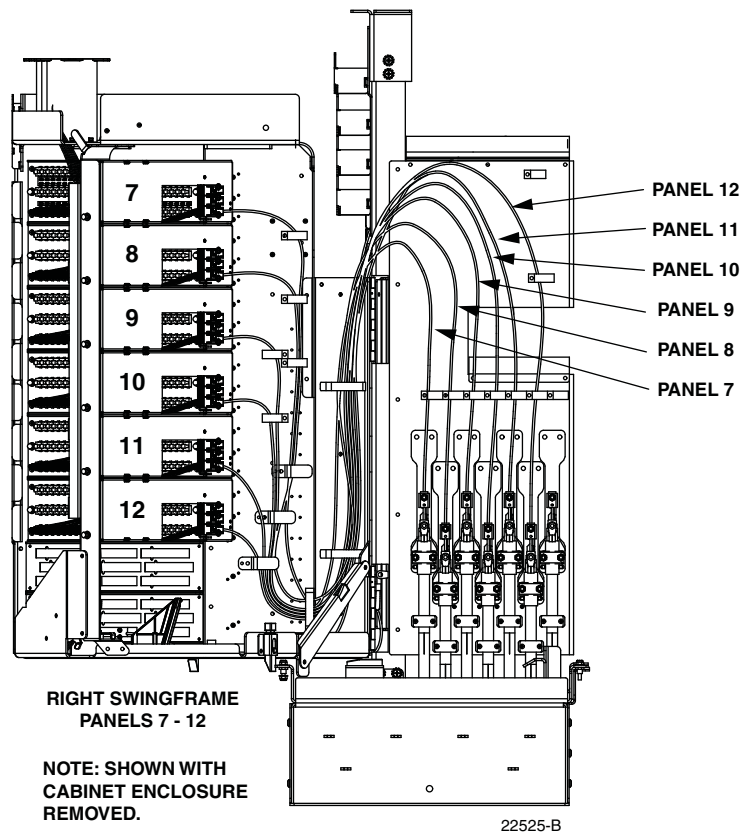 7
8
9
10
11
12
PANEL 12
PANEL 11
PANEL 10
PANEL 9
PANEL 8
PANEL 7
RIGHT SWINGFRAME
PANELS 7 - 12
NOTE: SHOWN WITH
CABINET ENCLOSURE
REMOVED.
22525-B